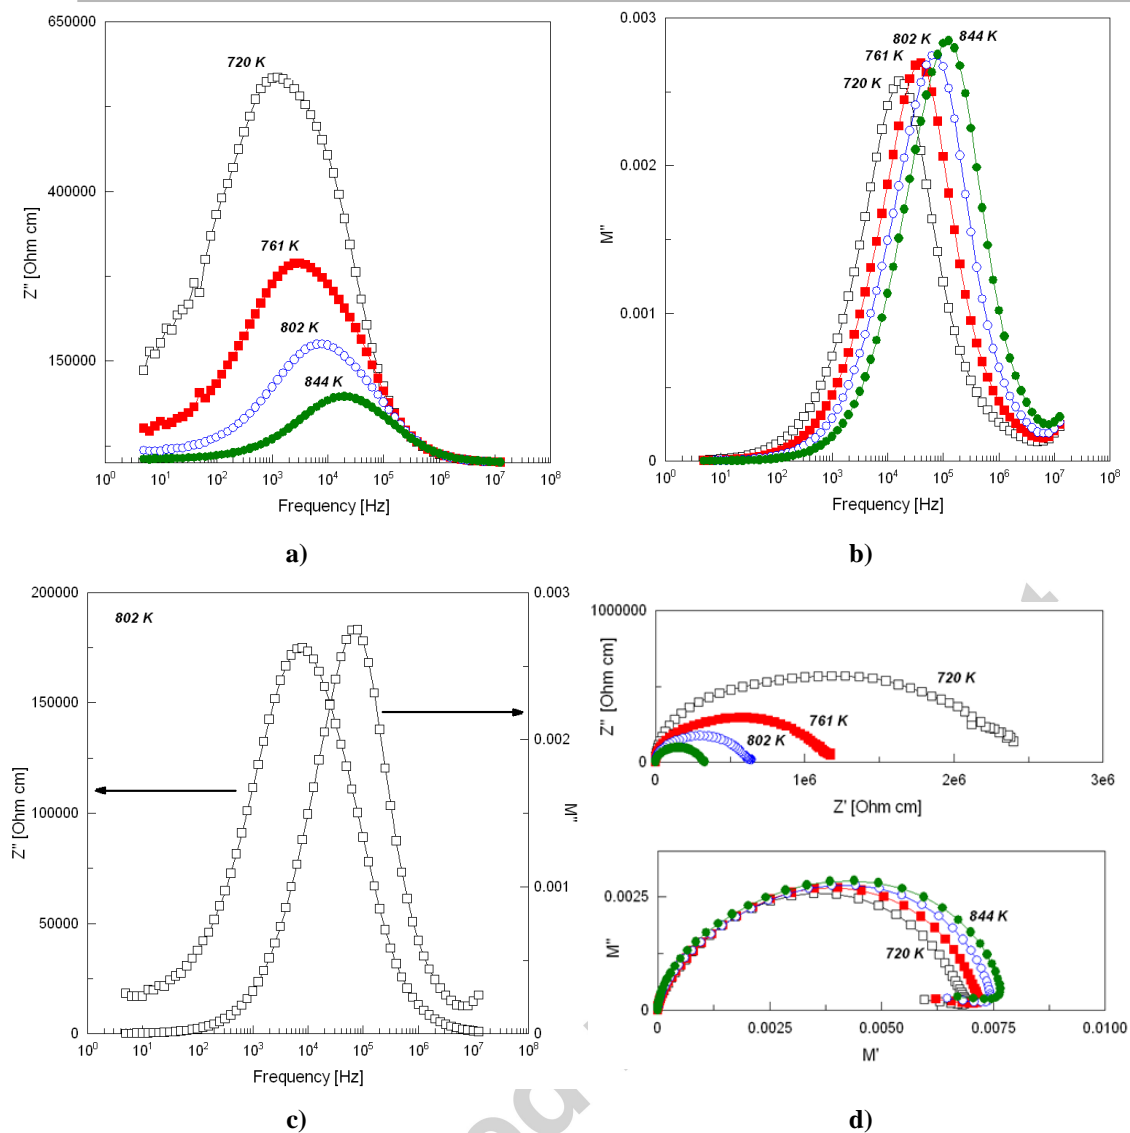 650000
400000
150000
Z" [Ohm cm]
720 K
761 K
802 K
844 K
10⁰ 10¹ 10² 10³ 10⁴ 10⁵ 10⁶ 10⁷ 10⁸
Frequency [Hz]
a)
0.003
0.002
0.001
0
M"
802 K
844 K
761 K
720 K
10⁰ 10¹ 10² 10³ 10⁴ 10⁵ 10⁶ 10⁷ 10⁸
Frequency [Hz]
b)
200000
150000
100000
50000
0
Z" [Ohm cm]
802 K
0.003
0.002
0.001
0
M"
10⁰ 10¹ 10² 10³ 10⁴ 10⁵ 10⁶ 10⁷ 10⁸
Frequency [Hz]
c)
1000000
0
Z" [Ohm cm]
720 K
761 K
802 K
0 1e6 2e6 3e6
Z' [Ohm cm]
0.0025
0
M"
844 K
720 K
0 0.0025 0.0050 0.0075 0.0100
M'
d)